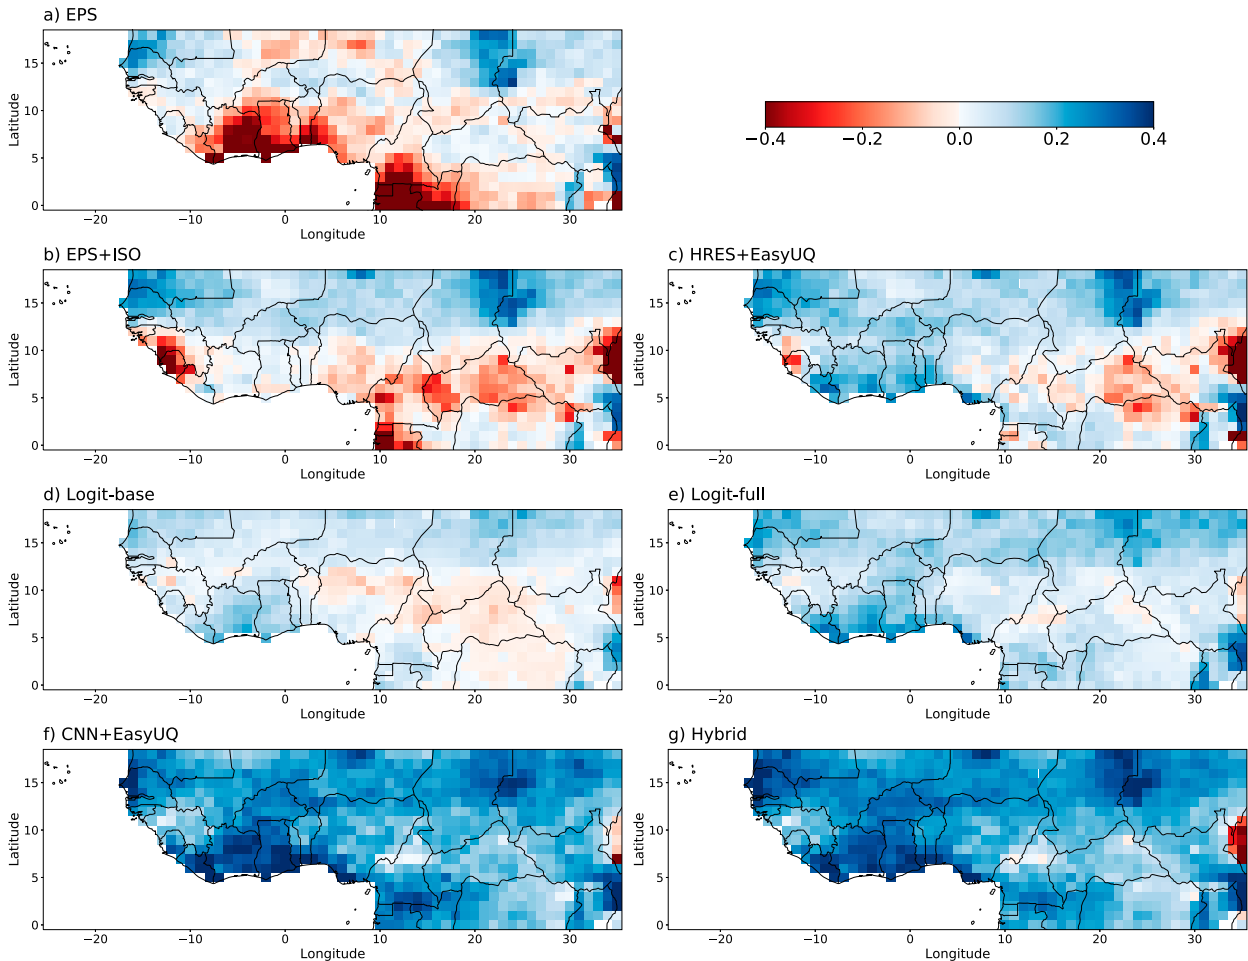 a) EPS
Latitude
15
10
5
0
−20 −10 0 10 20 30
Longitude
−0.4 −0.2 0.0 0.2 0.4
b) EPS+ISO
Latitude
15
10
5
0
−20 −10 0 10 20 30
Longitude
c) HRES+EasyUQ
Latitude
15
10
5
0
−20 −10 0 10 20 30
Longitude
d) Logit-base
Latitude
15
10
5
0
−20 −10 0 10 20 30
Longitude
e) Logit-full
Latitude
15
10
5
0
−20 −10 0 10 20 30
Longitude
f) CNN+EasyUQ
Latitude
15
10
5
0
−20 −10 0 10 20 30
Longitude
g) Hybrid
Latitude
15
10
5
0
−20 −10 0 10 20 30
Longitude